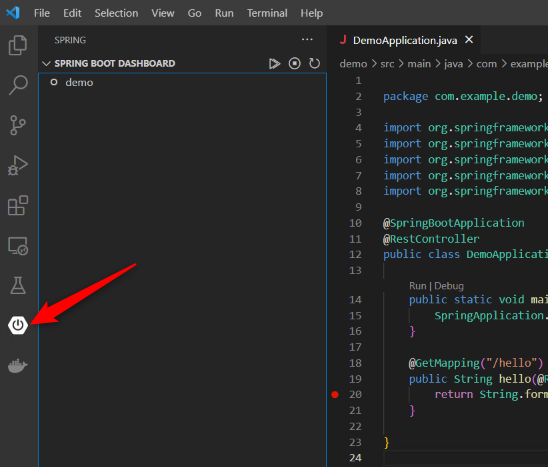 File Edit Selection View Go Run Terminal Help
SPRING
SPRING BOOT DASHBOARD
demo
DemoApplication.java
demo > src > main > java > com > example
1
2 package com.example.demo;
3
4 import org.springframework
5 import org.springframework
6 import org.springframework
7 import org.springframework
8 import org.springframework
9
10 @SpringBootApplication
11 @RestController
12 public class DemoApplicati
13
Run | Debug
14 public static void mai
15 SpringApplication.
16 }
17
18 @GetMapping("/hello")
19 public String hello(@R
20 return String.form
21 }
22
23 }
24